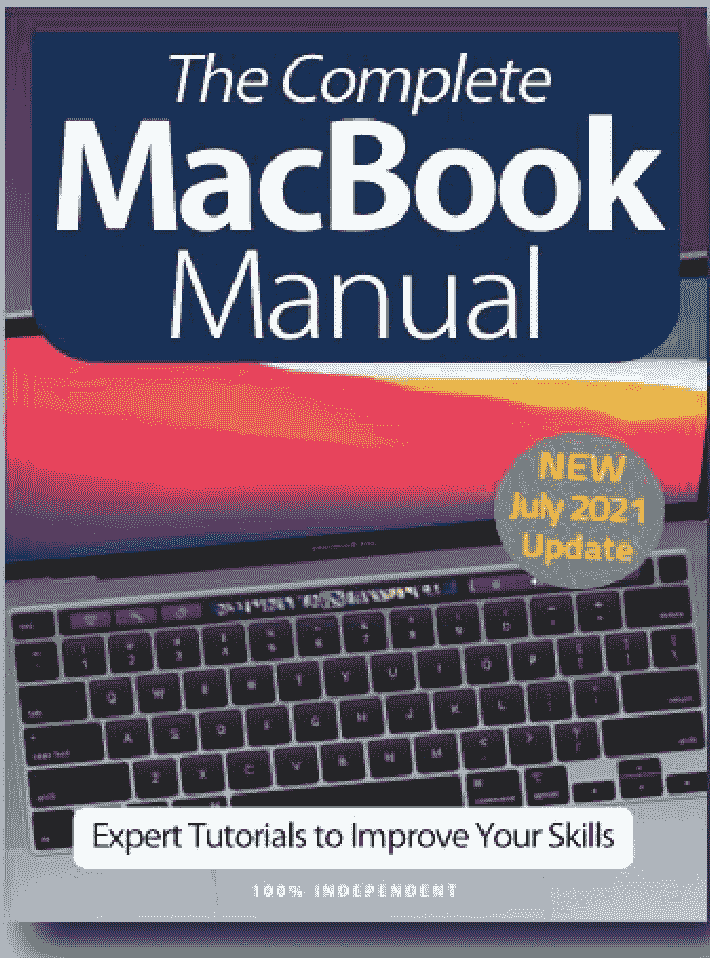 The Complete
MacBook
Manual
NEW
July 2021
Update
Expert Tutorials to Improve Your Skills
100% INDEPENDENT